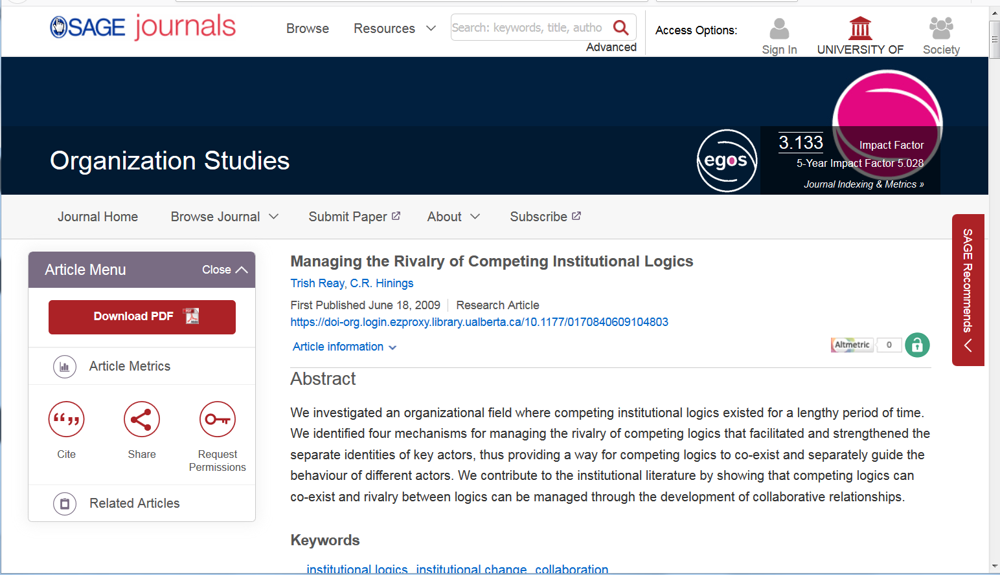 SAGE journals
Browse
Resources
Search: keywords, title, autho
Advanced
Access Options:
Sign In
UNIVERSITY OF
Society
Organization Studies
egos
3.133
Impact Factor
5-Year Impact Factor 5.028
Journal Indexing & Metrics »
Journal Home
Browse Journal
Submit Paper
About
Subscribe
SAGE Recommends
Article Menu
Close
Download PDF
Article Metrics
Cite
Share
Request
Permissions
Related Articles
Managing the Rivalry of Competing Institutional Logics
Trish Reay, C.R. Hinings
First Published June 18, 2009
Research Article
https://doi-org.login.ezproxy.library.ualberta.ca/10.1177/0170840609104803
Article information
Altmetric
0
Abstract
We investigated an organizational field where competing institutional logics existed for a lengthy period of time.
We identified four mechanisms for managing the rivalry of competing logics that facilitated and strengthened the
separate identities of key actors, thus providing a way for competing logics to co-exist and separately guide the
behaviour of different actors. We contribute to the institutional literature by showing that competing logics can
co-exist and rivalry between logics can be managed through the development of collaborative relationships.
Keywords
institutional logics, institutional change, collaboration